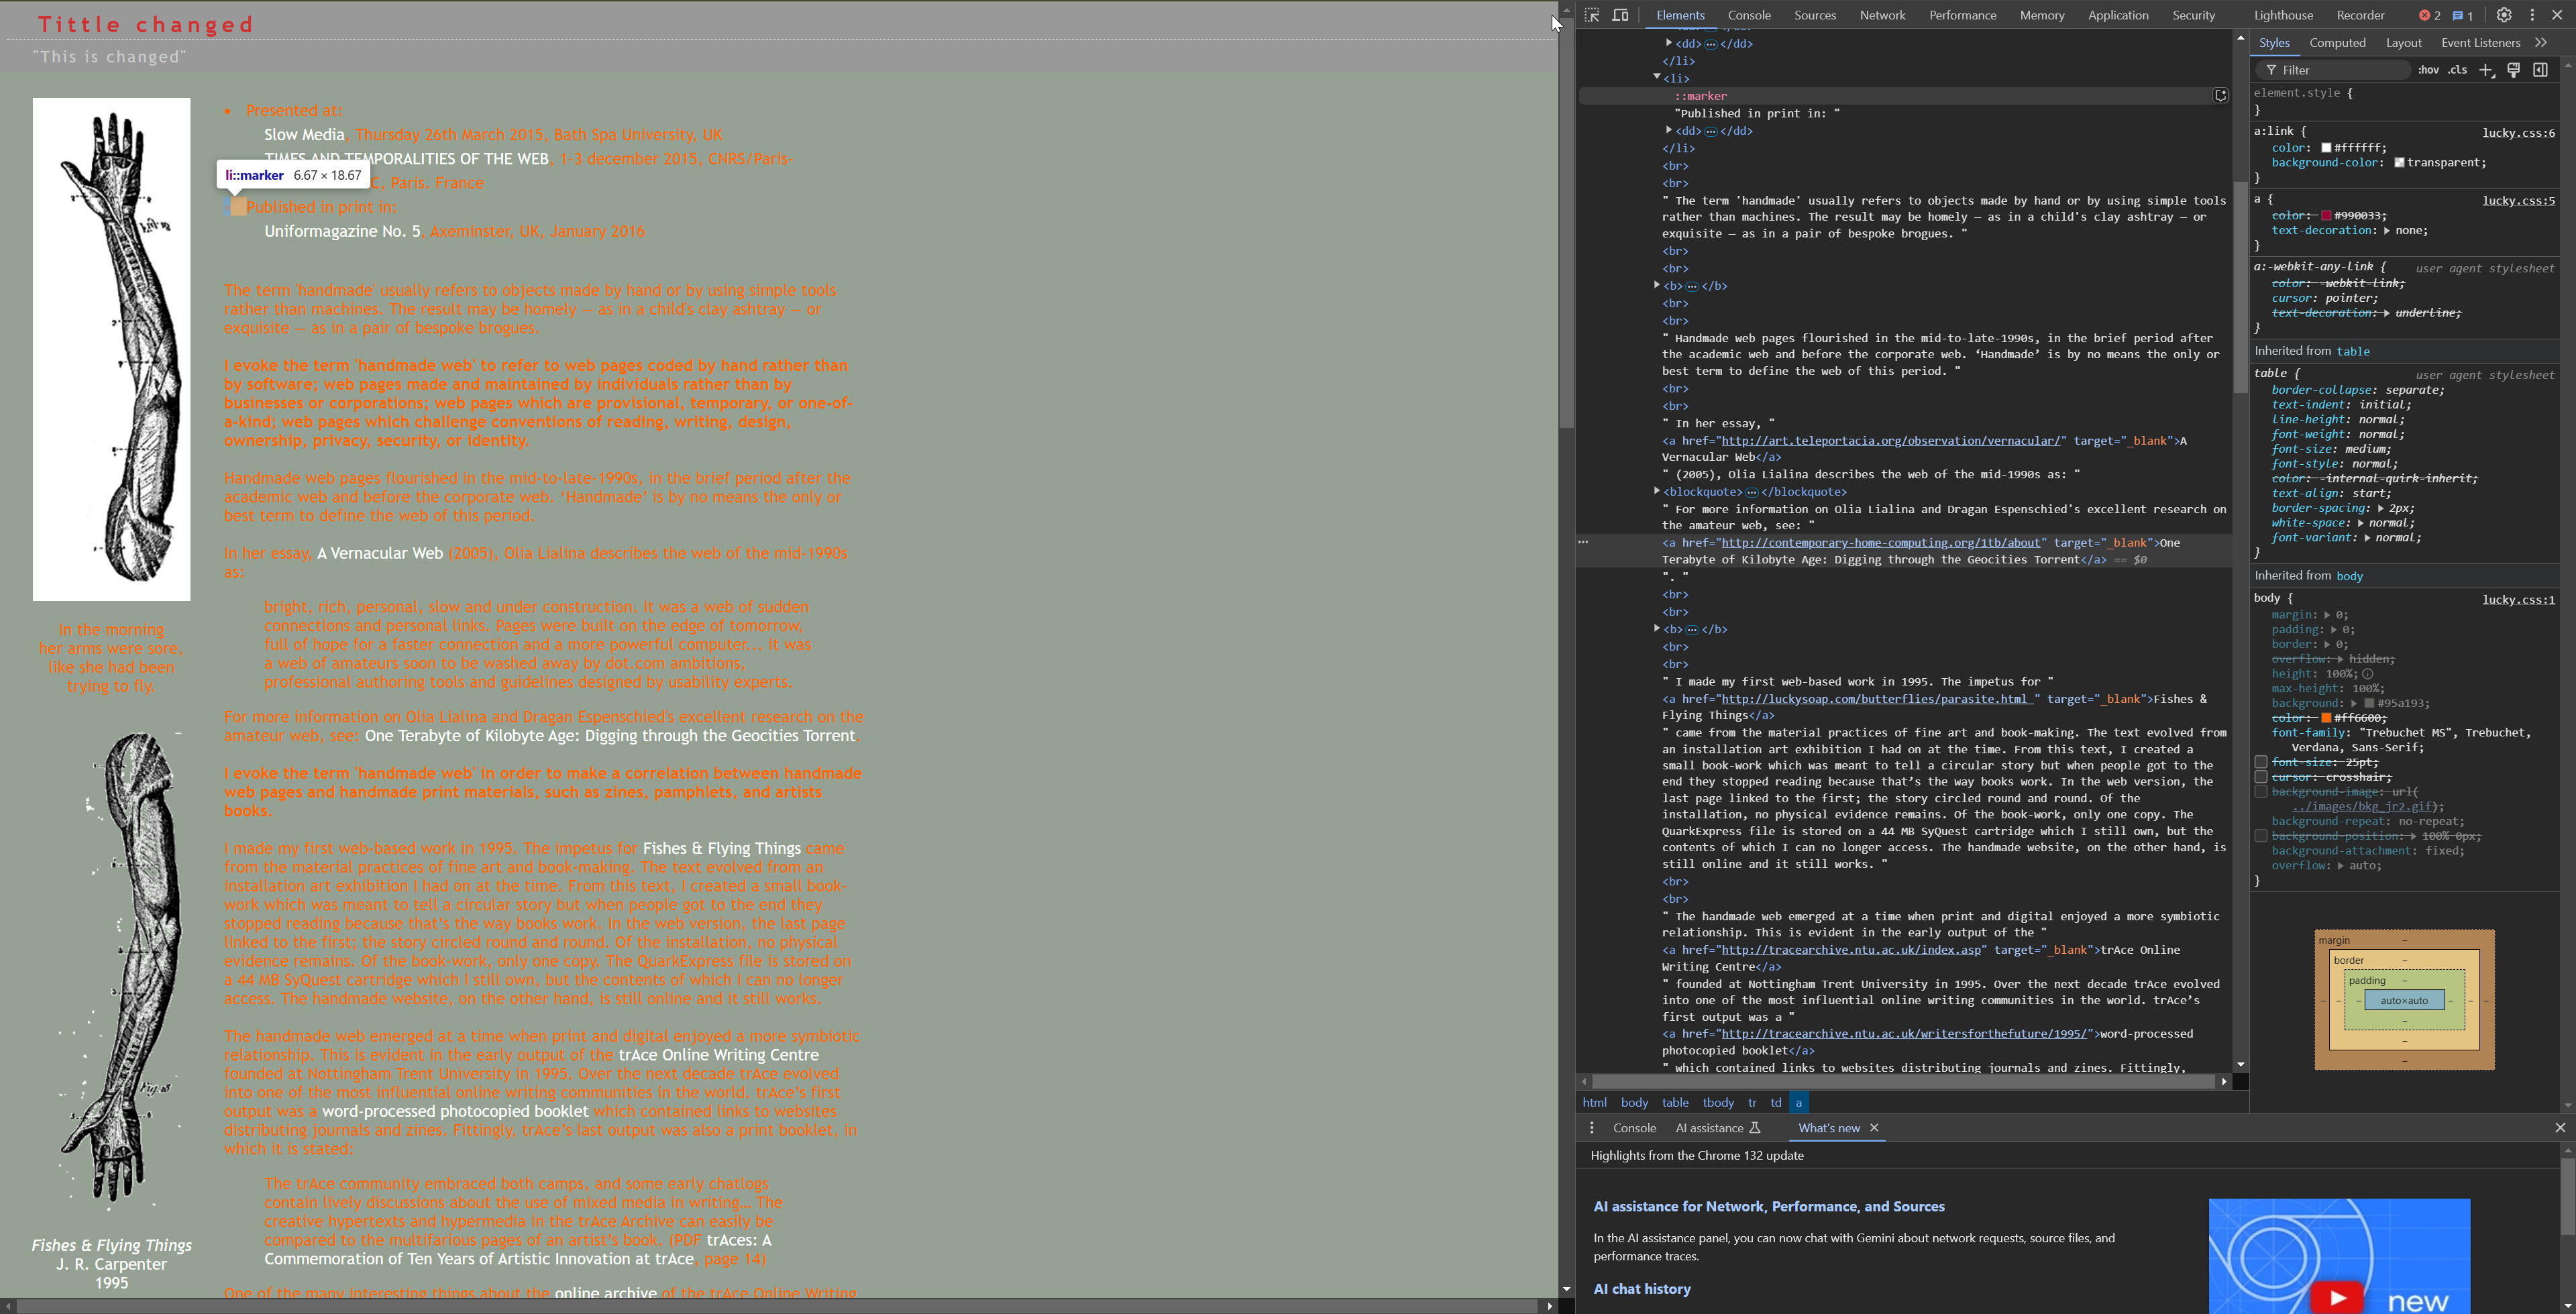 Tittle changed
"This is changed"
Presented at:
Slow Media, Thursday 26th March 2015, Bath Spa University, UK
TIMES AND TEMPORALITIES OF THE WEB, 1-3 december 2015, CNRS/Paris-
C, Paris. France
li::marker 6.67 × 18.67
Published in print in:
Uniformagazine No. 5, Axeminster, UK, January 2016
The term 'handmade' usually refers to objects made by hand or by using simple tools
rather than machines. The result may be homely — as in a child's clay ashtray — or
exquisite — as in a pair of bespoke brogues.
I evoke the term 'handmade web' to refer to web pages coded by hand rather than
by software; web pages made and maintained by individuals rather than by
businesses or corporations; web pages which are provisional, temporary, or one-of-
a-kind; web pages which challenge conventions of reading, writing, design,
ownership, privacy, security, or identity.
Handmade web pages flourished in the mid-to-late-1990s, in the brief period after the
academic web and before the corporate web. ‘Handmade’ is by no means the only or
best term to define the web of this period.
In her essay, A Vernacular Web (2005), Olia Lialina describes the web of the mid-1990s
as:
bright, rich, personal, slow and under construction. It was a web of sudden
connections and personal links. Pages were built on the edge of tomorrow,
full of hope for a faster connection and a more powerful computer... it was
a web of amateurs soon to be washed away by dot.com ambitions,
professional authoring tools and guidelines designed by usability experts.
For more information on Olia Lialina and Dragan Espenschied's excellent research on the
amateur web, see: One Terabyte of Kilobyte Age: Digging through the Geocities Torrent.
I evoke the term 'handmade web' in order to make a correlation between handmade
web pages and handmade print materials, such as zines, pamphlets, and artists
books.
I made my first web-based work in 1995. The impetus for Fishes & Flying Things came
from the material practices of fine art and book-making. The text evolved from an
installation art exhibition I had on at the time. From this text, I created a small book-
work which was meant to tell a circular story but when people got to the end they
stopped reading because that’s the way books work. In the web version, the last page
linked to the first; the story circled round and round. Of the installation, no physical
evidence remains. Of the book-work, only one copy. The QuarkExpress file is stored on
a 44 MB SyQuest cartridge which I still own, but the contents of which I can no longer
access. The handmade website, on the other hand, is still online and it still works.
The handmade web emerged at a time when print and digital enjoyed a more symbiotic
relationship. This is evident in the early output of the trAce Online Writing Centre
founded at Nottingham Trent University in 1995. Over the next decade trAce evolved
into one of the most influential online writing communities in the world. trAce’s first
output was a word-processed photocopied booklet which contained links to websites
distributing journals and zines. Fittingly, trAce’s last output was also a print booklet, in
which it is stated:
The trAce community embraced both camps, and some early chatlogs
contain lively discussions about the use of mixed media in writing… The
creative hypertexts and hypermedia in the trAce Archive can easily be
compared to the multifarious pages of an artist’s book. (PDF trAces: A
Commemoration of Ten Years of Artistic Innovation at trAce, page 14)
One of the many interesting things about the online archive of the trAce Online Writing
In the morning
her arms were sore,
like she had been
trying to fly.
Fishes & Flying Things
J. R. Carpenter
1995
Elements Console Sources Network Performance Memory Application Security Lighthouse Recorder 2 1
<dd> </dd>
</li>
<li>
::marker
"Published in print in: "
<dd> </dd>
</li>
<br>
<br>
" The term 'handmade' usually refers to objects made by hand or by using simple tools
rather than machines. The result may be homely — as in a child's clay ashtray — or
exquisite — as in a pair of bespoke brogues. "
<br>
<br>
<b> </b>
<br>
<br>
" Handmade web pages flourished in the mid-to-late-1990s, in the brief period after
the academic web and before the corporate web. ‘Handmade’ is by no means the only or
best term to define the web of this period. "
<br>
<br>
" In her essay, "
<a href="http://art.teleportacia.org/observation/vernacular/" target="_blank">A
Vernacular Web</a>
" (2005), Olia Lialina describes the web of the mid-1990s as: "
<blockquote> </blockquote>
" For more information on Olia Lialina and Dragan Espenschied's excellent research on
the amateur web, see: "
<a href="http://contemporary-home-computing.org/1tb/about" target="_blank">One
Terabyte of Kilobyte Age: Digging through the Geocities Torrent</a> == $0
". "
<br>
<br>
<b> </b>
<br>
<br>
" I made my first web-based work in 1995. The impetus for "
<a href="http://luckysoap.com/butterflies/parasite.html " target="_blank">Fishes &
Flying Things</a>
" came from the material practices of fine art and book-making. The text evolved from
an installation art exhibition I had on at the time. From this text, I created a
small book-work which was meant to tell a circular story but when people got to the
end they stopped reading because that’s the way books work. In the web version, the
last page linked to the first; the story circled round and round. Of the
installation, no physical evidence remains. Of the book-work, only one copy. The
QuarkExpress file is stored on a 44 MB SyQuest cartridge which I still own, but the
contents of which I can no longer access. The handmade website, on the other hand, is
still online and it still works. "
<br>
<br>
" The handmade web emerged at a time when print and digital enjoyed a more symbiotic
relationship. This is evident in the early output of the "
<a href="http://tracearchive.ntu.ac.uk/index.asp" target="_blank">trAce Online
Writing Centre</a>
" founded at Nottingham Trent University in 1995. Over the next decade trAce evolved
into one of the most influential online writing communities in the world. trAce’s
first output was a "
<a href="http://tracearchive.ntu.ac.uk/writersforthefuture/1995/">word-processed
photocopied booklet</a>
" which contained links to websites distributing journals and zines. Fittingly,
html body table tbody tr td a
Styles Computed Layout Event Listeners
Filter :hov .cls
element.style {
}
a:link { lucky.css:6
color: #ffffff;
background-color: transparent;
}
a { lucky.css:5
color: #990033;
text-decoration: none;
}
a:-webkit-any-link { user agent stylesheet
color: -webkit-link;
cursor: pointer;
text-decoration: underline;
}
Inherited from table
table { user agent stylesheet
border-collapse: separate;
text-indent: initial;
line-height: normal;
font-weight: normal;
font-size: medium;
font-style: normal;
color: -internal-quirk-inherit;
text-align: start;
border-spacing: 2px;
white-space: normal;
font-variant: normal;
}
Inherited from body
body { lucky.css:1
margin: 0;
padding: 0;
border: 0;
overflow: hidden;
height: 100%;
max-height: 100%;
background: #95a193;
color: #ff6600;
font-family: "Trebuchet MS", Trebuchet,
Verdana, Sans-Serif;
font-size: 25pt;
cursor: crosshair;
background-image: url(
../images/bkg_jr2.gif);
background-repeat: no-repeat;
background-position: 100% 0px;
background-attachment: fixed;
overflow: auto;
}
margin –
border –
padding –
– – – auto×auto – – –
–
–
–
Console AI assistance What's new
Highlights from the Chrome 132 update
AI assistance for Network, Performance, and Sources
In the AI assistance panel, you can now chat with Gemini about network requests, source files, and
performance traces.
AI chat history
new